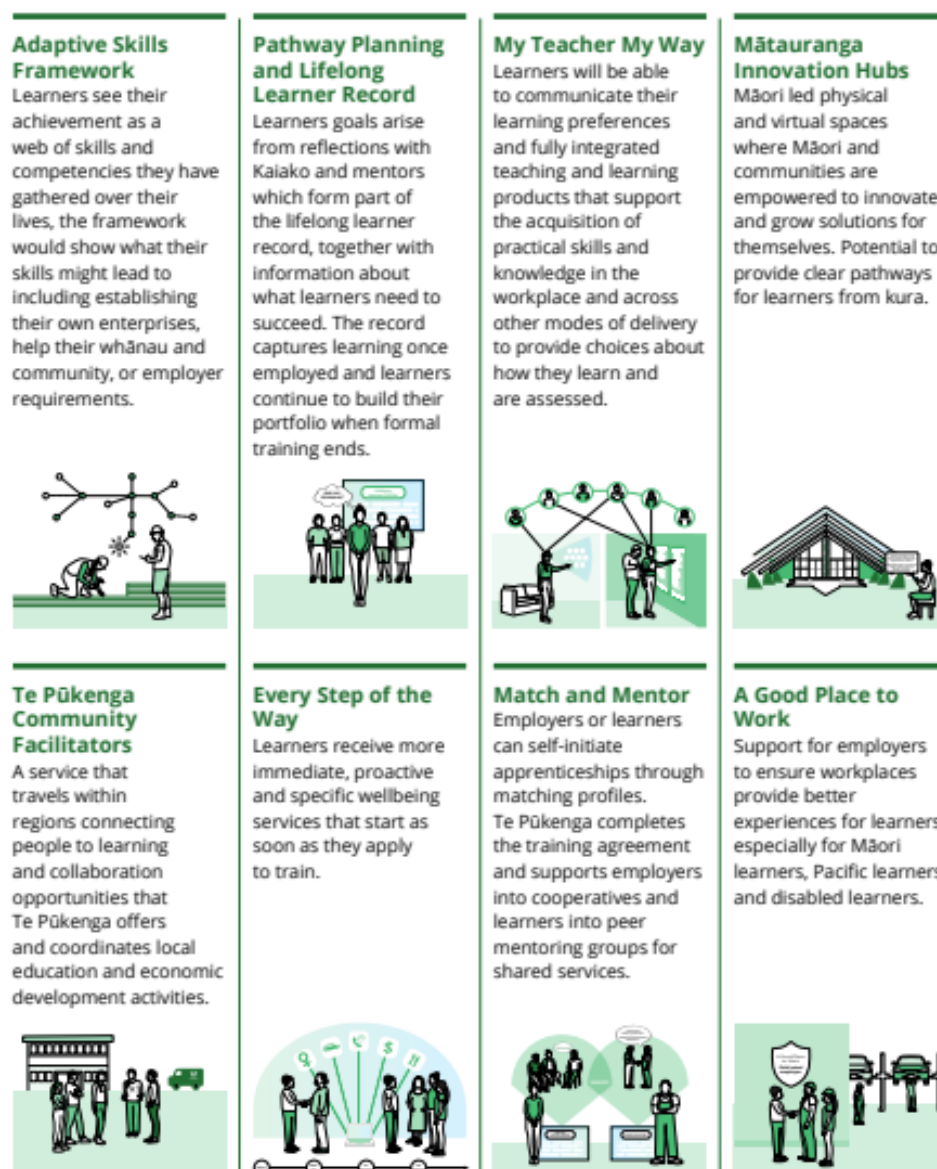 Adaptive Skills
Framework
Learners see their
achievement as a
web of skills and
competencies they have
gathered over their
lives, the framework
would show what their
skills might lead to
including establishing
their own enterprises,
help their whānau and
community, or employer
requirements.
Pathway Planning
and Lifelong
Learner Record
Learners goals arise
from reflections with
Kaiako and mentors
which form part of
the lifelong learner
record, together with
information about
what learners need to
succeed. The record
captures learning once
employed and learners
continue to build their
portfolio when formal
training ends.
My Teacher My Way
Learners will be able
to communicate their
learning preferences
and fully integrated
teaching and learning
products that support
the acquisition of
practical skills and
knowledge in the
workplace and across
other modes of delivery
to provide choices about
how they learn and
are assessed.
Mātauranga
Innovation Hubs
Māori led physical
and virtual spaces
where Māori and
communities are
empowered to innovate
and grow solutions for
themselves. Potential to
provide clear pathways
for learners from kura.
Te Pūkenga
Community
Facilitators
A service that
travels within
regions connecting
people to learning
and collaboration
opportunities that
Te Pūkenga offers
and coordinates local
education and economic
development activities.
Every Step of the
Way
Learners receive more
immediate, proactive
and specific wellbeing
services that start as
soon as they apply
to train.
$
Match and Mentor
Employers or learners
can self-initiate
apprenticeships through
matching profiles.
Te Pūkenga completes
the training agreement
and supports employers
into cooperatives and
learners into peer
mentoring groups for
shared services.
A Good Place to
Work
Support for employers
to ensure workplaces
provide better
experiences for learners
especially for Māori
learners, Pacific learners
and disabled learners.